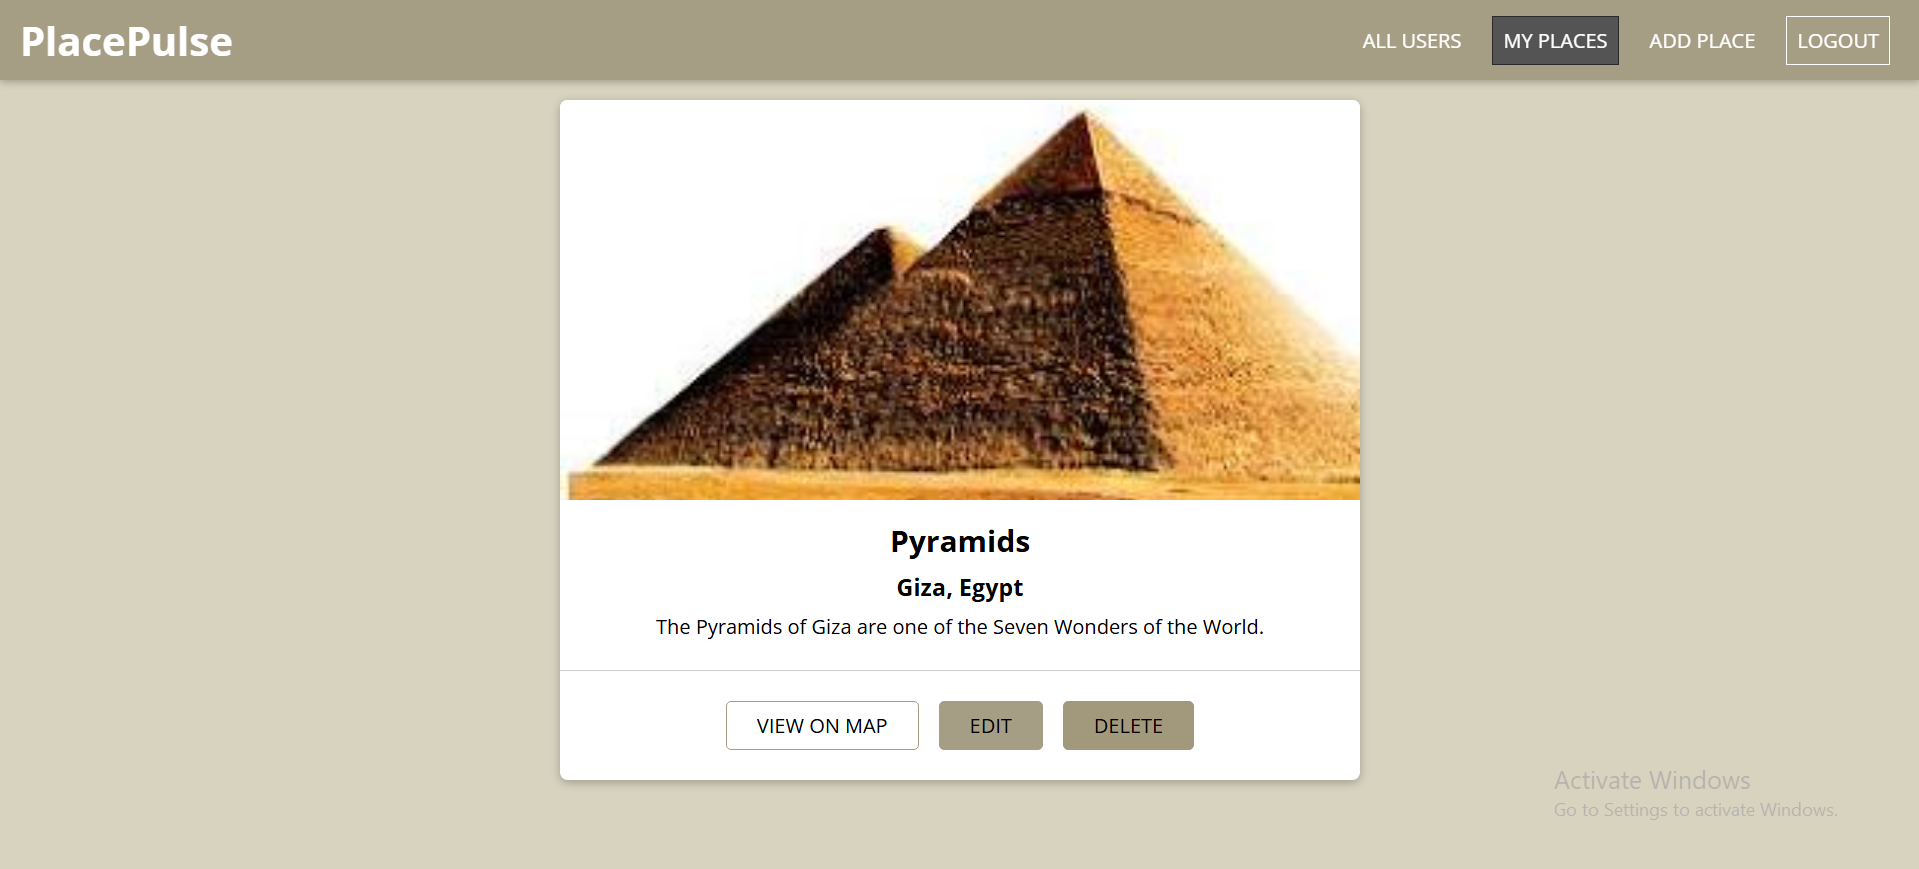 PlacePulse
ALL USERS
MY PLACES
ADD PLACE
LOGOUT
Pyramids
Giza, Egypt
The Pyramids of Giza are one of the Seven Wonders of the World.
VIEW ON MAP
EDIT
DELETE
Activate Windows
Go to Settings to activate Windows.